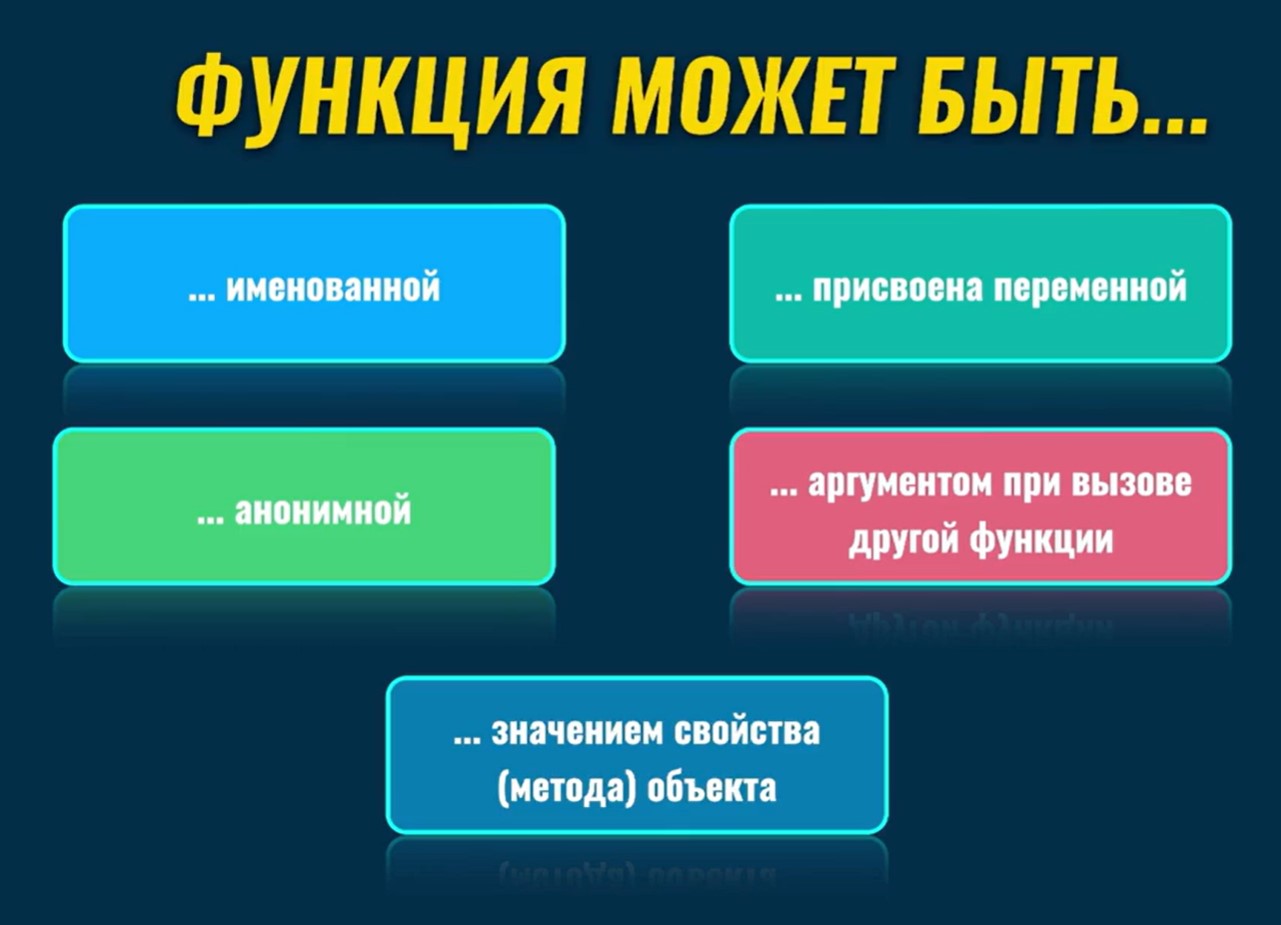 ФУНКЦИЯ МОЖЕТ БЫТЬ...
... именованной
... присвоена переменной
... анонимной
... аргументом при вызове
другой функции
... значением свойства
(метода) объекта